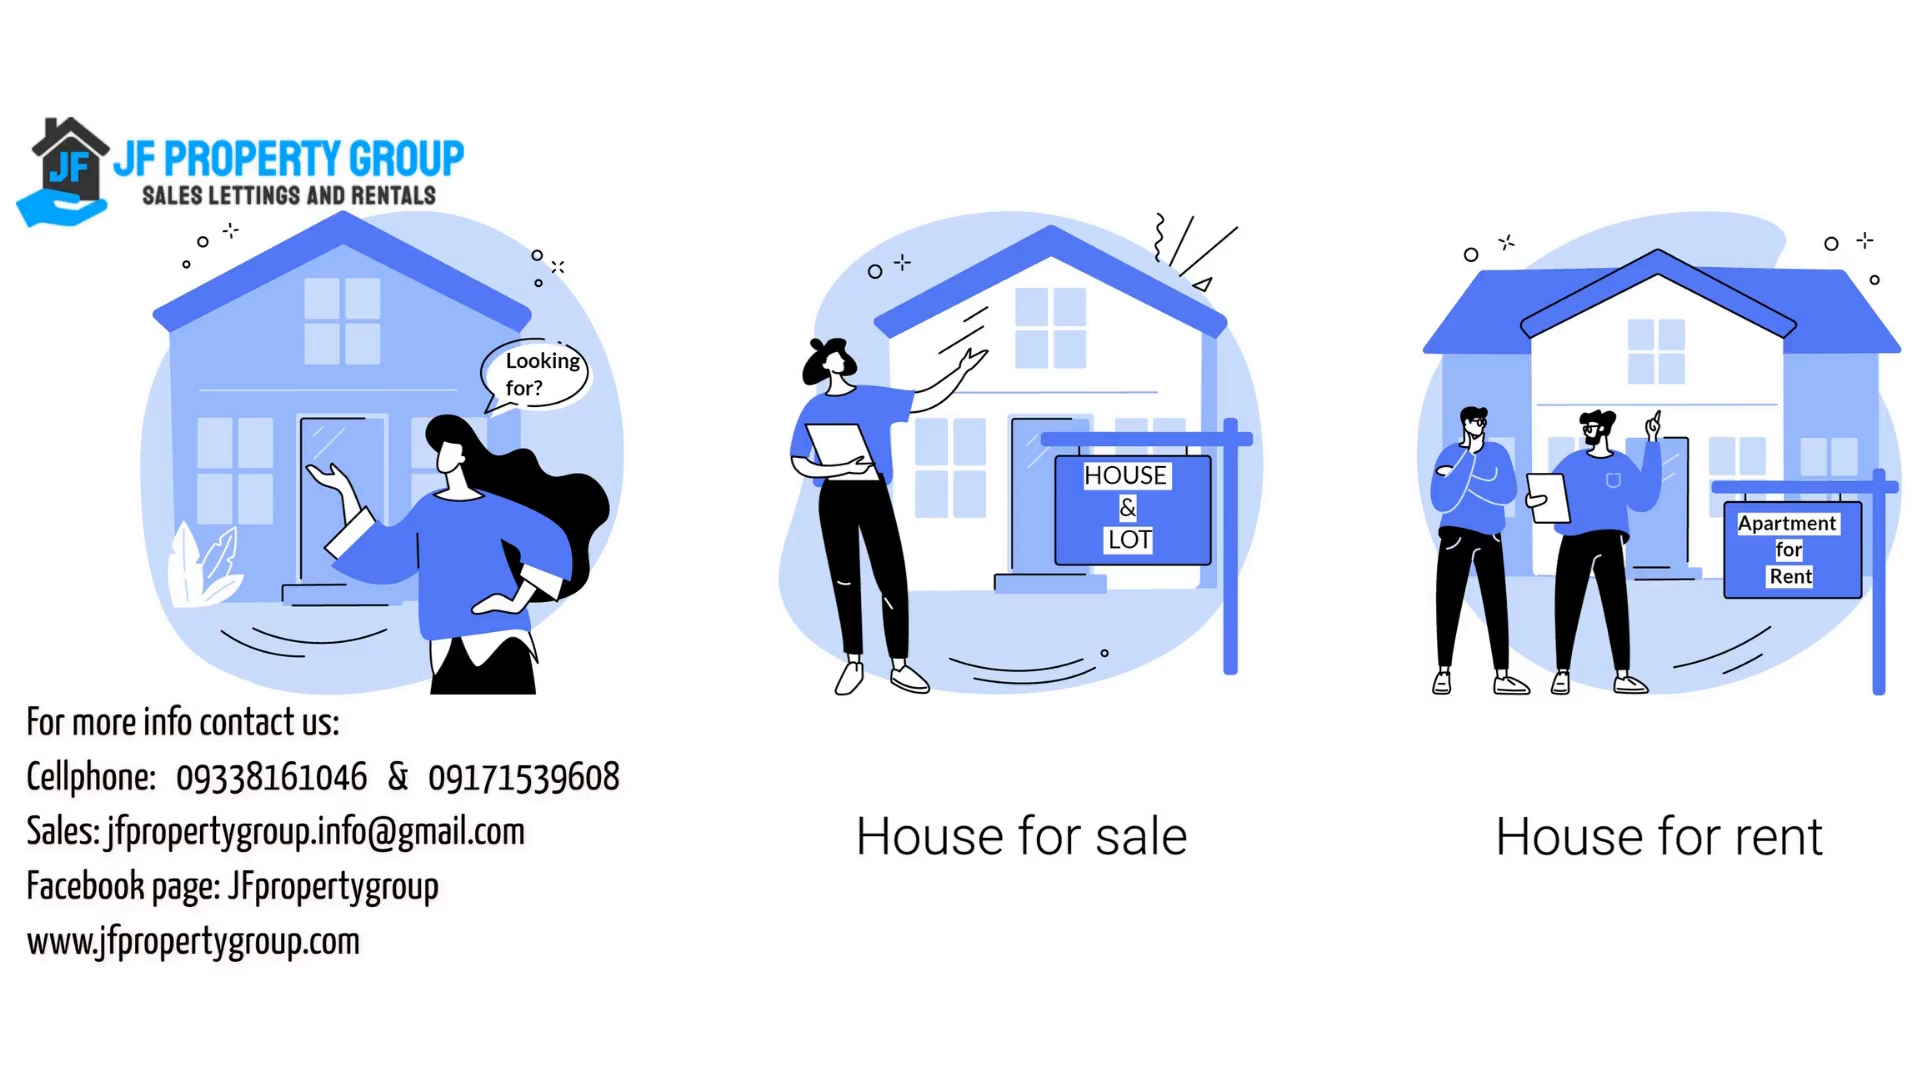 JF
JF PROPERTY GROUP
SALES LETTINGS AND RENTALS
Looking
for?
HOUSE
&
LOT
Apartment
for
Rent
For more info contact us:
Cellphone: 09338161046 & 09171539608
Sales: jfpropertygroup.info@gmail.com
Facebook page: JFpropertygroup
www.jfpropertygroup.com
House for sale
House for rent